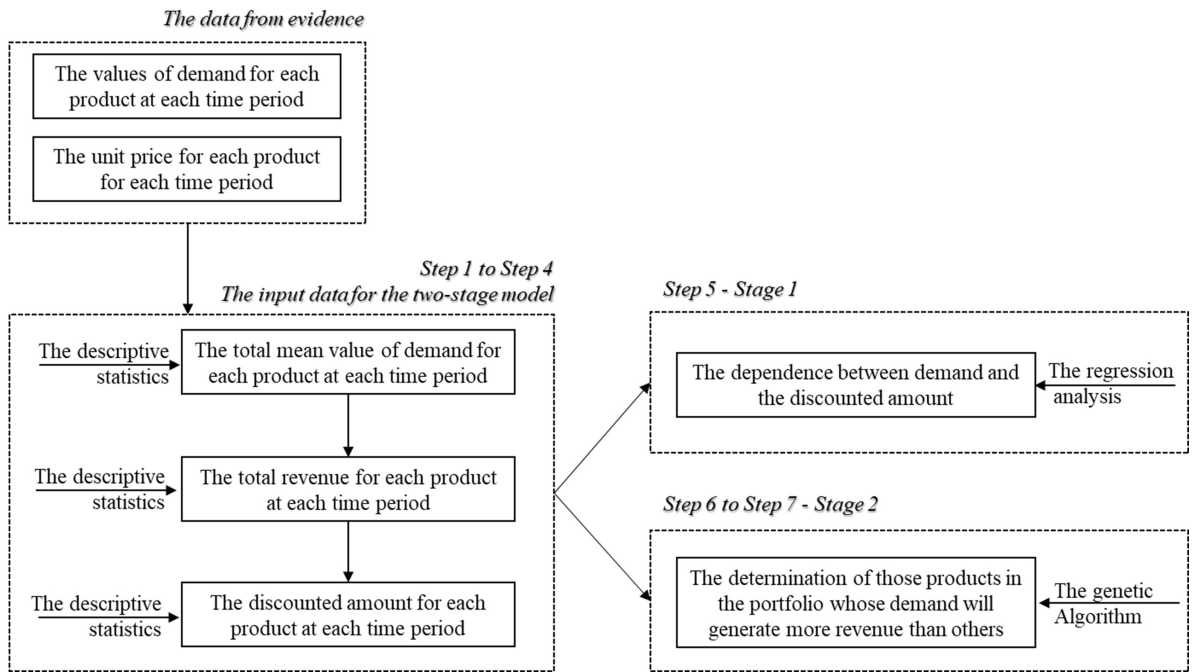 The data from evidence
The values of demand for each
product at each time period
The unit price for each product
for each time period
Step 1 to Step 4
The input data for the two-stage model
The descriptive
statistics
The total mean value of demand for
each product at each time period
The descriptive
statistics
The total revenue for each product
at each time period
The descriptive
statistics
The discounted amount for each
product at each time period
Step 5 - Stage 1
The dependence between demand and
the discounted amount
The regression
analysis
Step 6 to Step 7 - Stage 2
The determination of those products in
the portfolio whose demand will
generate more revenue than others
The genetic
Algorithm